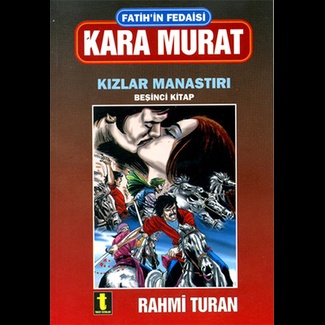 FATİH'İN FEDAİSİ
KARA MURAT
KIZLAR MANASTIRI
BEŞİNCİ KİTAP
t
RAHMİ TURAN